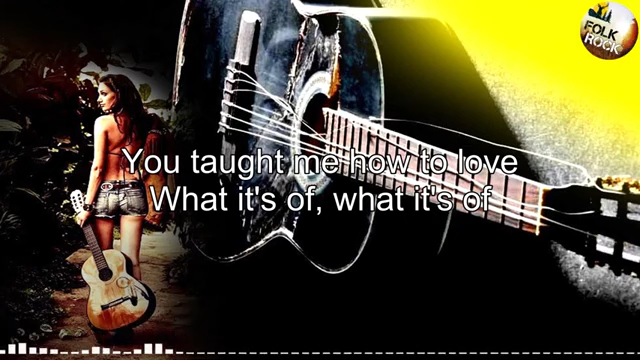 FOLK
ROCK
You taught me how to love
What it's of, what it's of